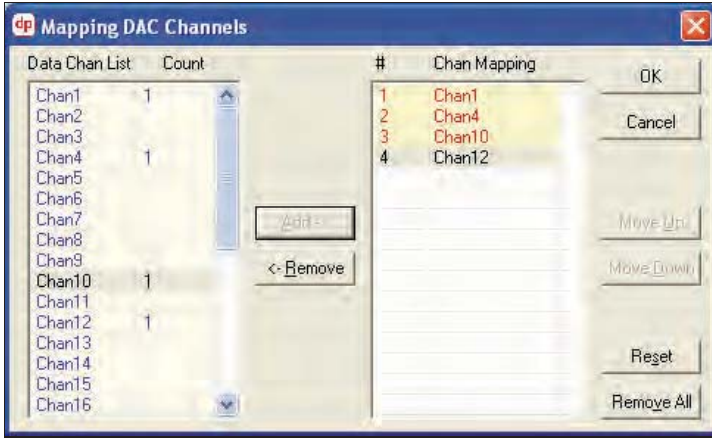 dp Mapping DAC Channels
Data Chan List Count
Chan1 1
Chan2
Chan3
Chan4 1
Chan5
Chan6
Chan7
Chan8
Chan9
Chan10 1
Chan11
Chan12 1
Chan13
Chan14
Chan15
Chan16
Add->
<- Remove
# Chan Mapping
1 Chan1
2 Chan4
3 Chan10
4 Chan12
OK
Cancel
Move Up
Move Down
Reset
Remove All